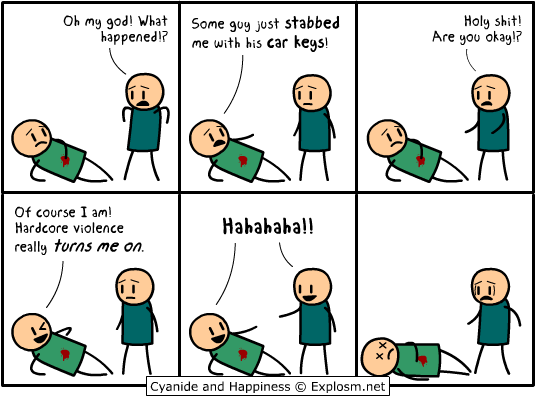 Oh my god! What
happened!?
Some guy just stabbed
me with his car keys!
Holy shit!
Are you okay!?
Of course I am!
Hardcore violence
really turns me on.
Hahahaha!!
Cyanide and Happiness © Explosm.net